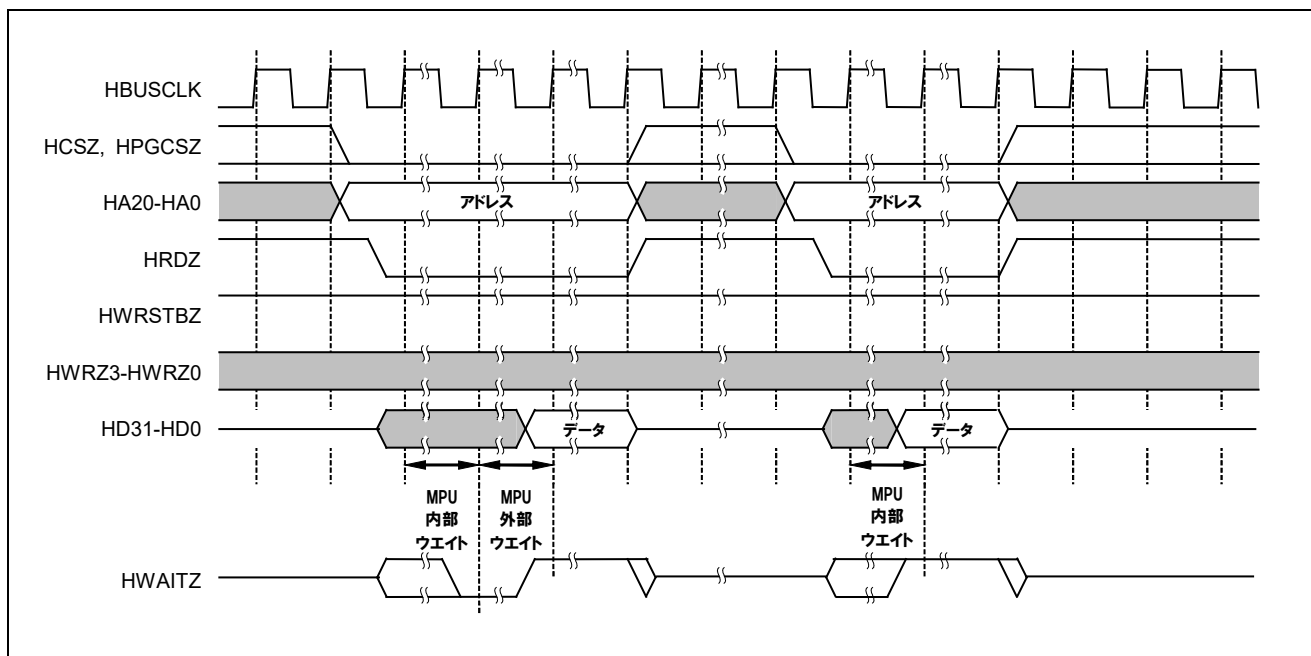 HBUSCLK
HCSZ, HPGCSZ
HA20-HA0
アドレス
アドレス
HRDZ
HWRSTBZ
HWRZ3-HWRZ0
HD31-HD0
データ
データ
MPU
内部
ウエイト
MPU
外部
ウエイト
MPU
内部
ウエイト
HWAITZ